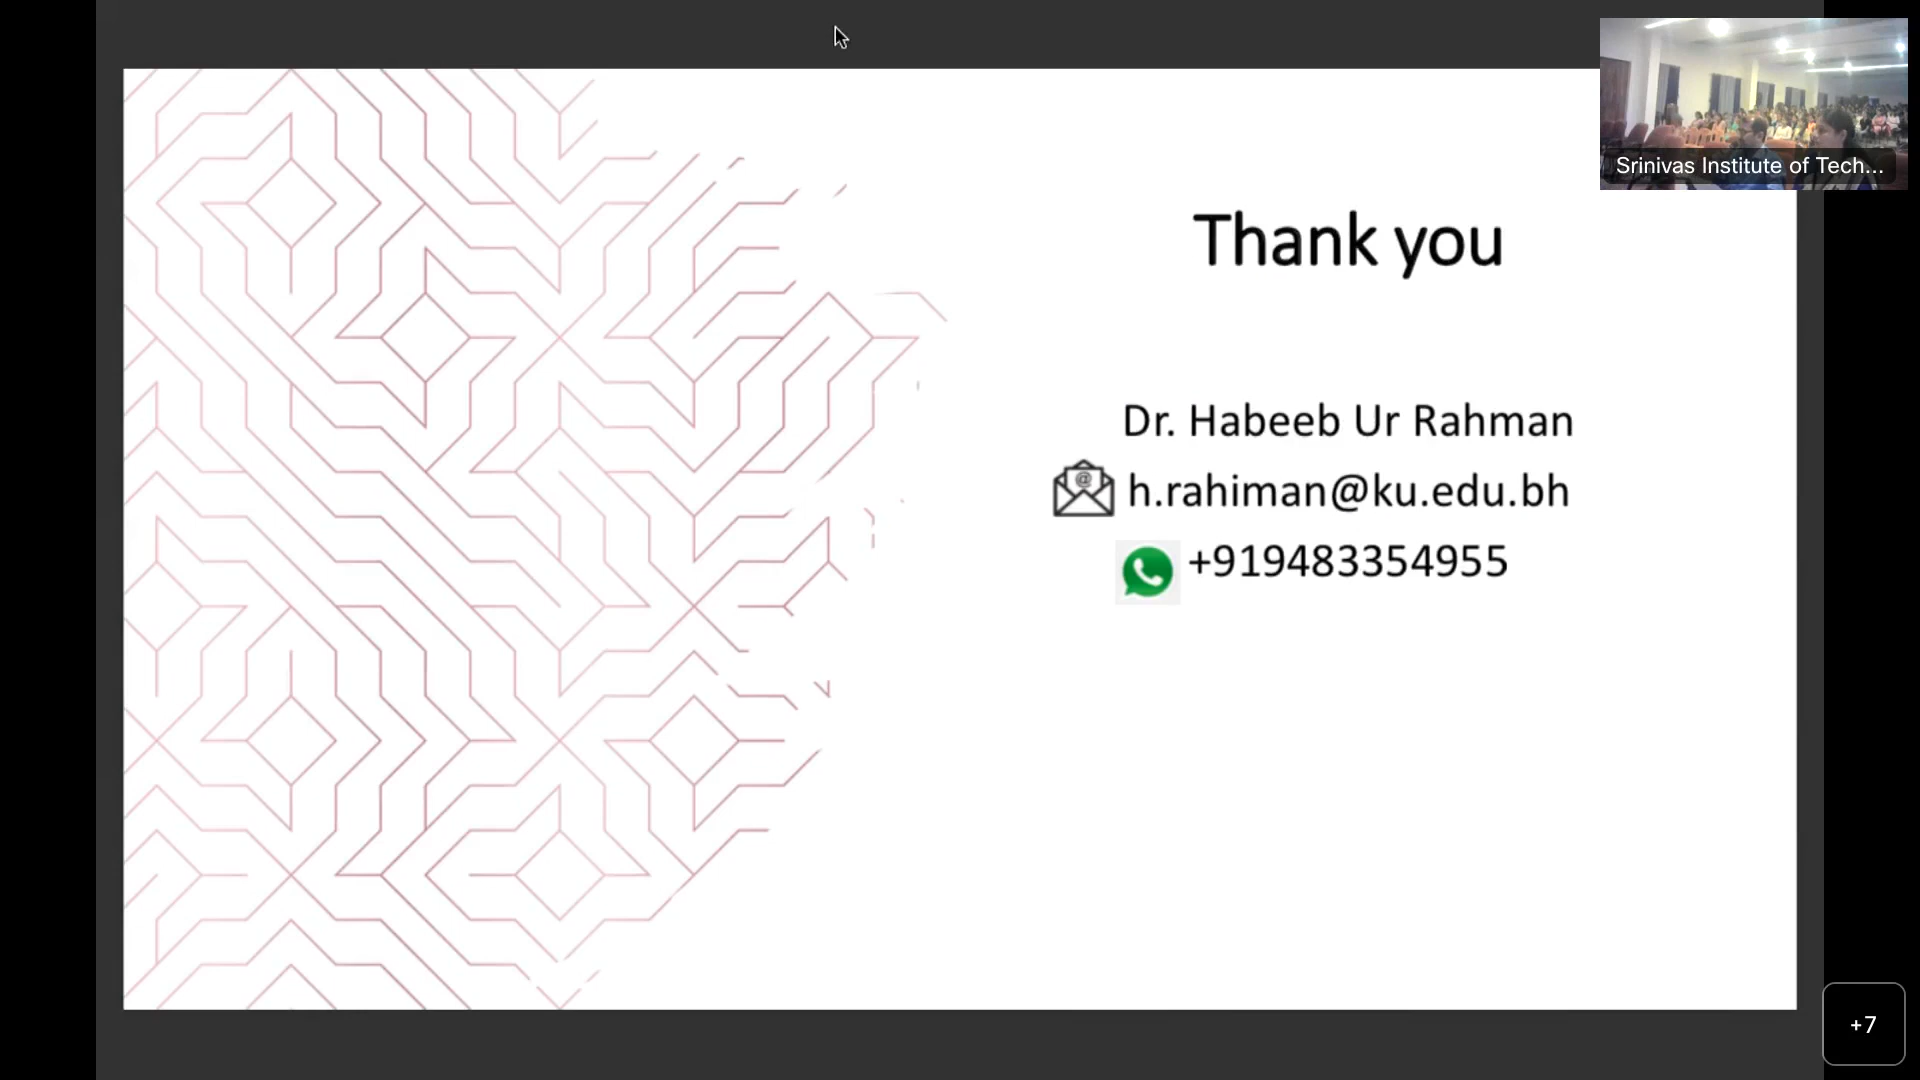 Srinivas Institute of Tech...
Thank you
Dr. Habeeb Ur Rahman
@
h.rahiman@ku.edu.bh
+919483354955
+7